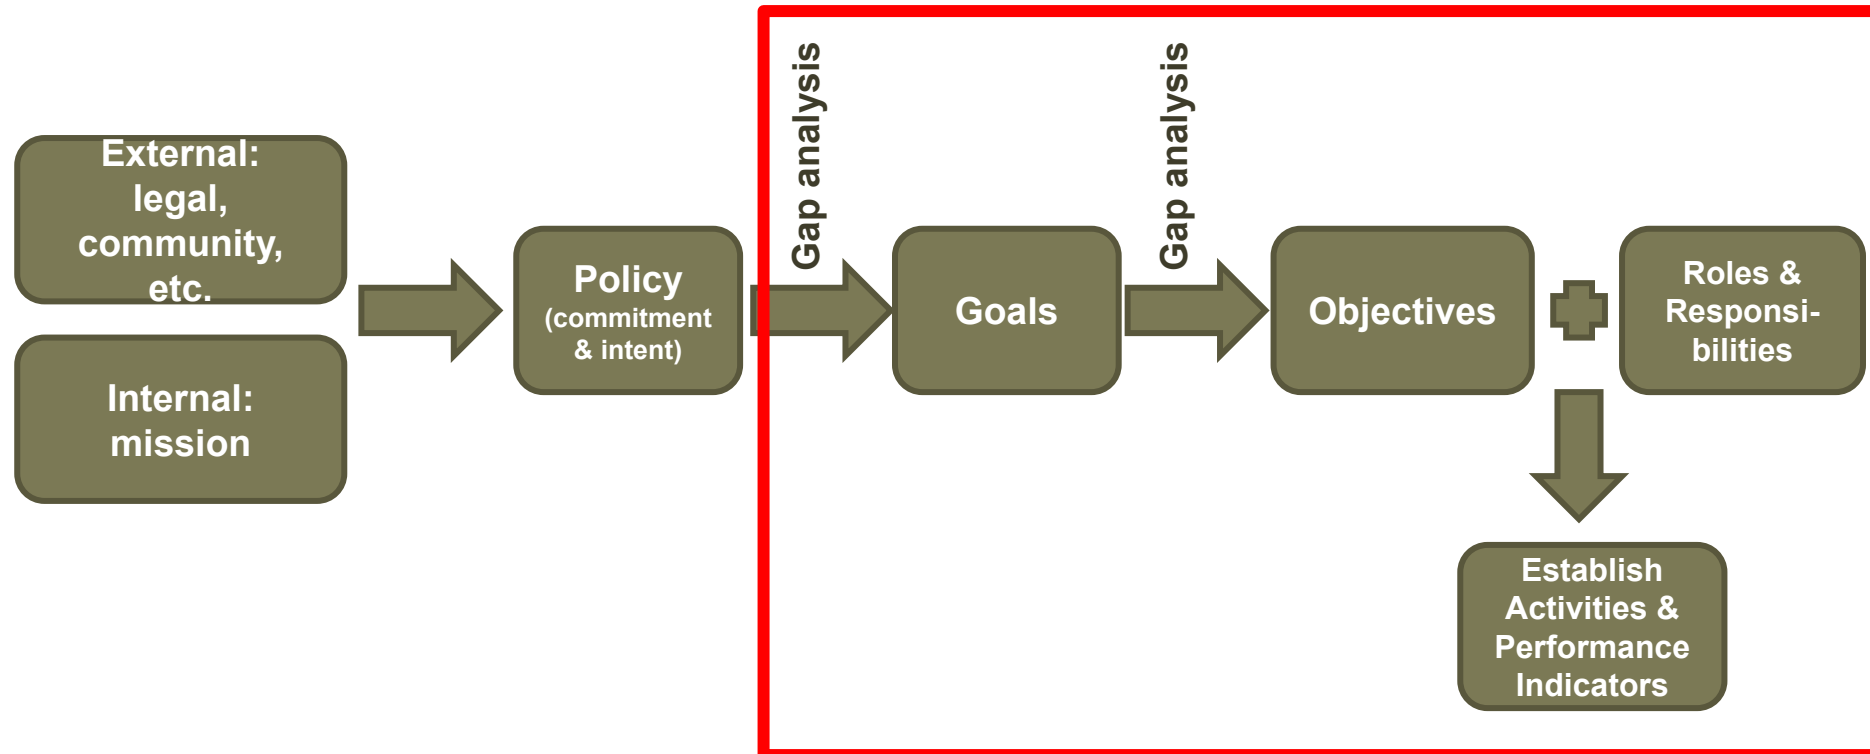 External:
legal,
community,
etc.
Internal:
mission
Policy
(commitment
& intent)
Gap analysis
Goals
Gap analysis
Objectives
Roles &
Responsi-
bilities
Establish
Activities &
Performance
Indicators